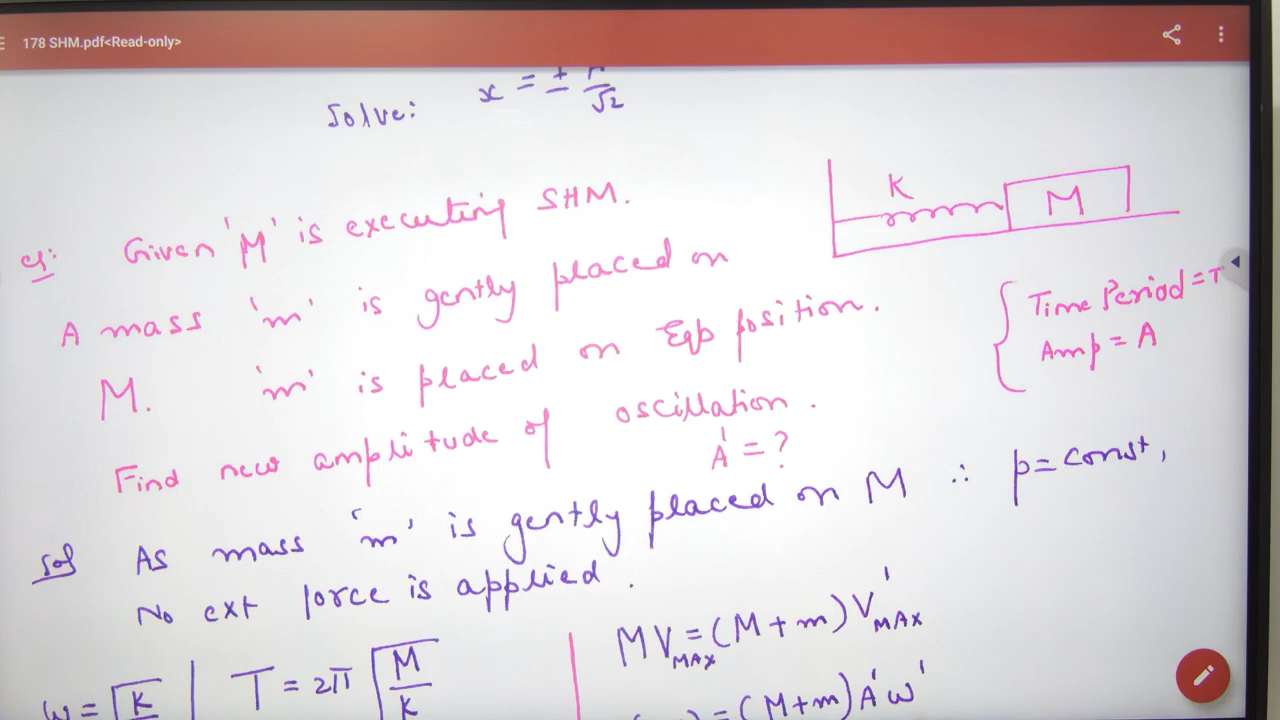 178 SHM.pdf<Read-only>
Solve: x = ±
√2
Given 'M' is executing SHM.
K
M
A mass 'm' is gently placed on
M. 'm' is placed on Eqb position.
Time Period = T
Amp = A
Find new amplitude of oscillation.
A' = ?
Sol As mass 'm' is gently placed on M ∴ p = const,
No ext force is applied.
MV_MAX = (M+m) V'_MAX
ω = √K | T = 2π √M/K
= (M+m) A'ω'